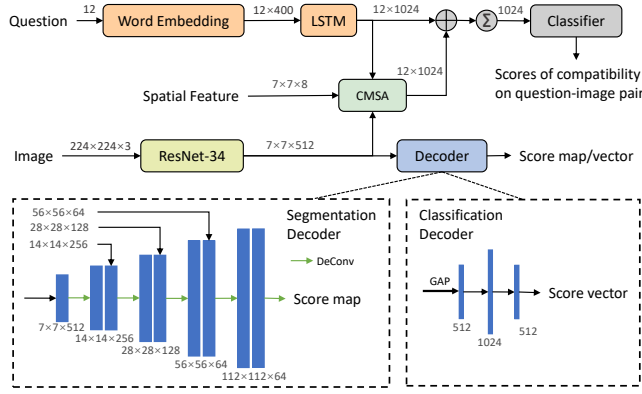 Question
12
Word Embedding
12×400
LSTM
12×1024
Σ
1024
Classifier
Scores of compatibility
on question-image pair
Spatial Feature
7×7×8
CMSA
12×1024
Image
224×224×3
ResNet-34
7×7×512
Decoder
Score map/vector
56×56×64
28×28×128
14×14×256
Segmentation
Decoder
DeConv
Score map
7×7×512
14×14×256
28×28×128
56×56×64
112×112×64
Classification
Decoder
GAP
512
1024
512
Score vector